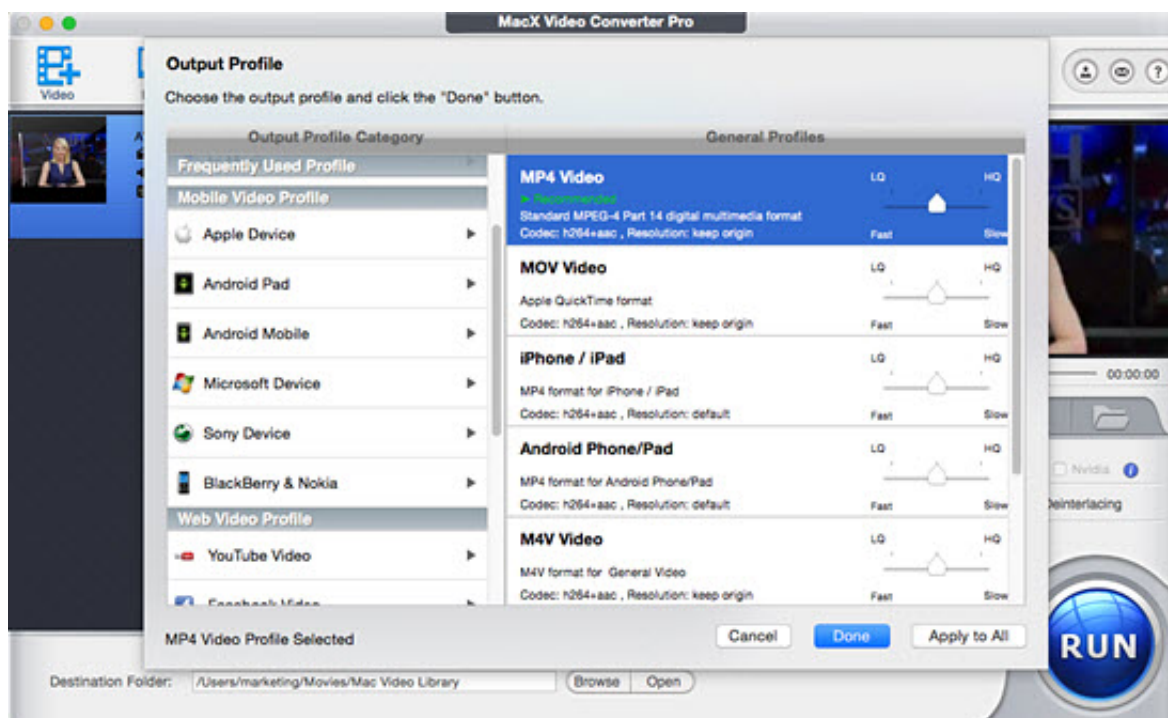 MacX Video Converter Pro
Video
Output Profile
Choose the output profile and click the "Done" button.
Output Profile Category
General Profiles
Frequently Used Profile
Mobile Video Profile
Apple Device
Android Pad
Android Mobile
Microsoft Device
Sony Device
BlackBerry & Nokia
Web Video Profile
YouTube Video
Facebook Video
MP4 Video
LQ HQ
Recommended
Standard MPEG-4 Part 14 digital multimedia format
Codec: h264+aac , Resolution: keep origin
Fast Slow
MOV Video
LQ HQ
Apple QuickTime format
Codec: h264+aac , Resolution: keep origin
Fast Slow
iPhone / iPad
LQ HQ
MP4 format for iPhone / iPad
Codec: h264+aac , Resolution: default
Fast Slow
Android Phone/Pad
LQ HQ
MP4 format for Android Phone/Pad
Codec: h264+aac , Resolution: default
Fast Slow
M4V Video
LQ HQ
M4V format for General Video
Codec: h264+aac , Resolution: keep origin
Fast Slow
MP4 Video Profile Selected
Cancel
Done
Apply to All
00:00:00
Nvidia
Deinterlacing
RUN
Destination Folder:
/Users/marketing/Movies/Mac Video Library
Browse
Open